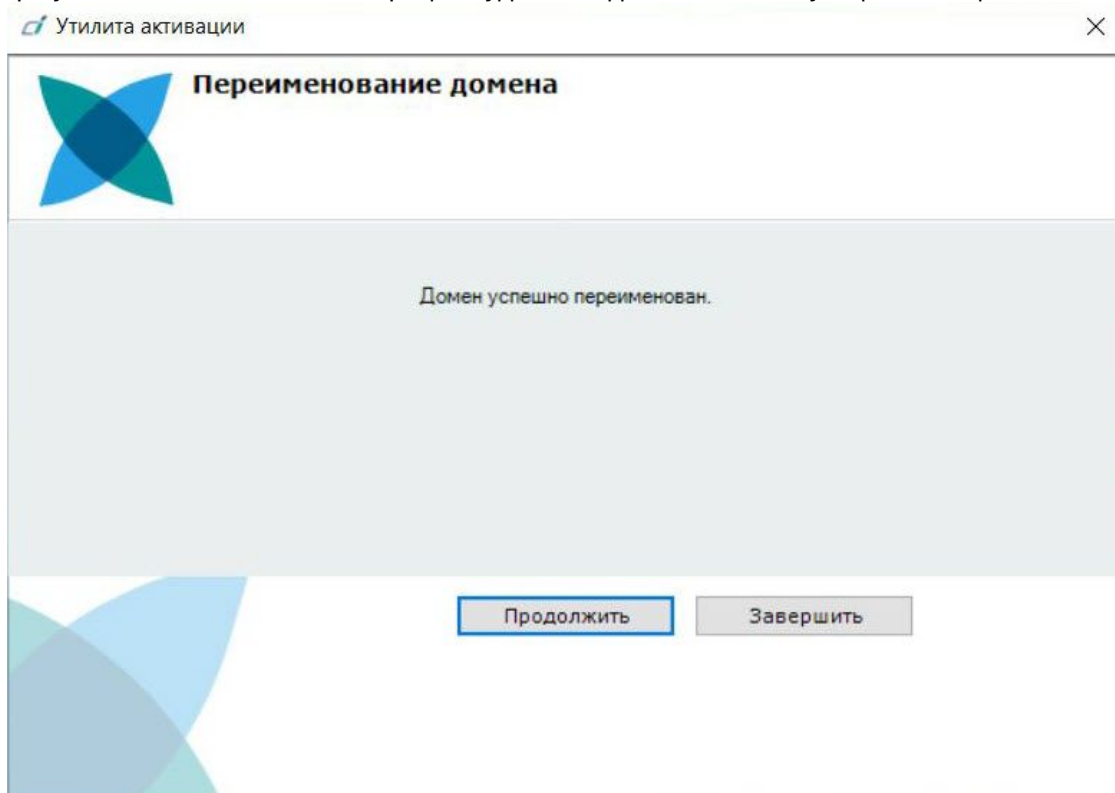 Утилита активации
Переименование домена
Домен успешно переименован.
Продолжить
Завершить